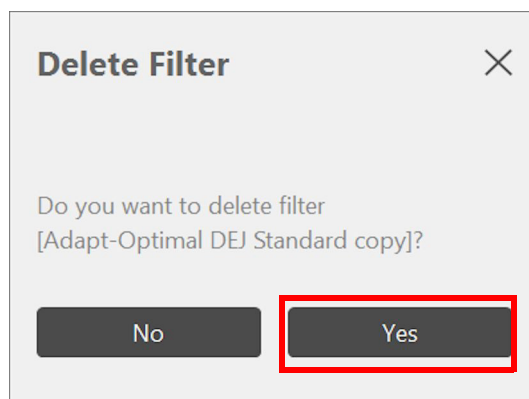 Delete Filter
Do you want to delete filter
[Adapt-Optimal DEJ Standard copy]?
No
Yes